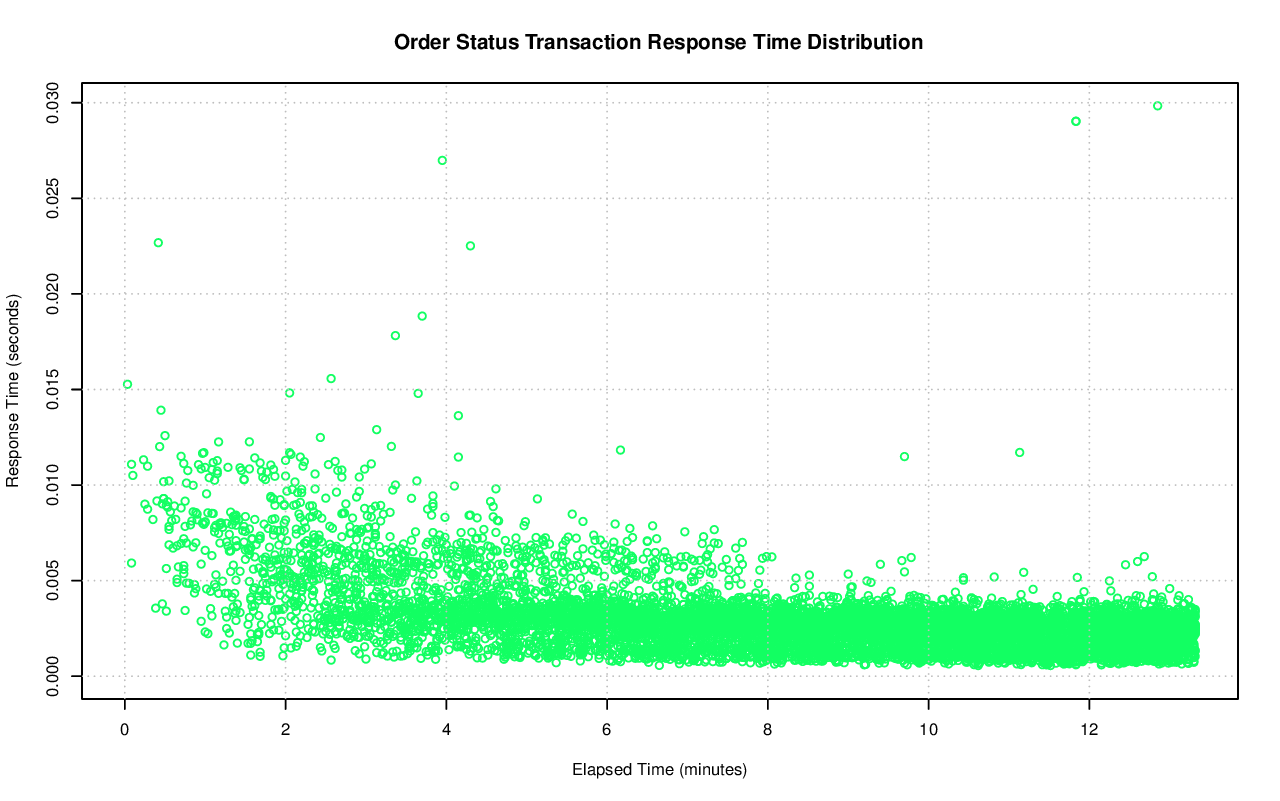 Order Status Transaction Response Time Distribution
Response Time (seconds)
0.030
0.025
0.020
0.015
0.010
0.005
0.000
0 2 4 6 8 10 12
Elapsed Time (minutes)